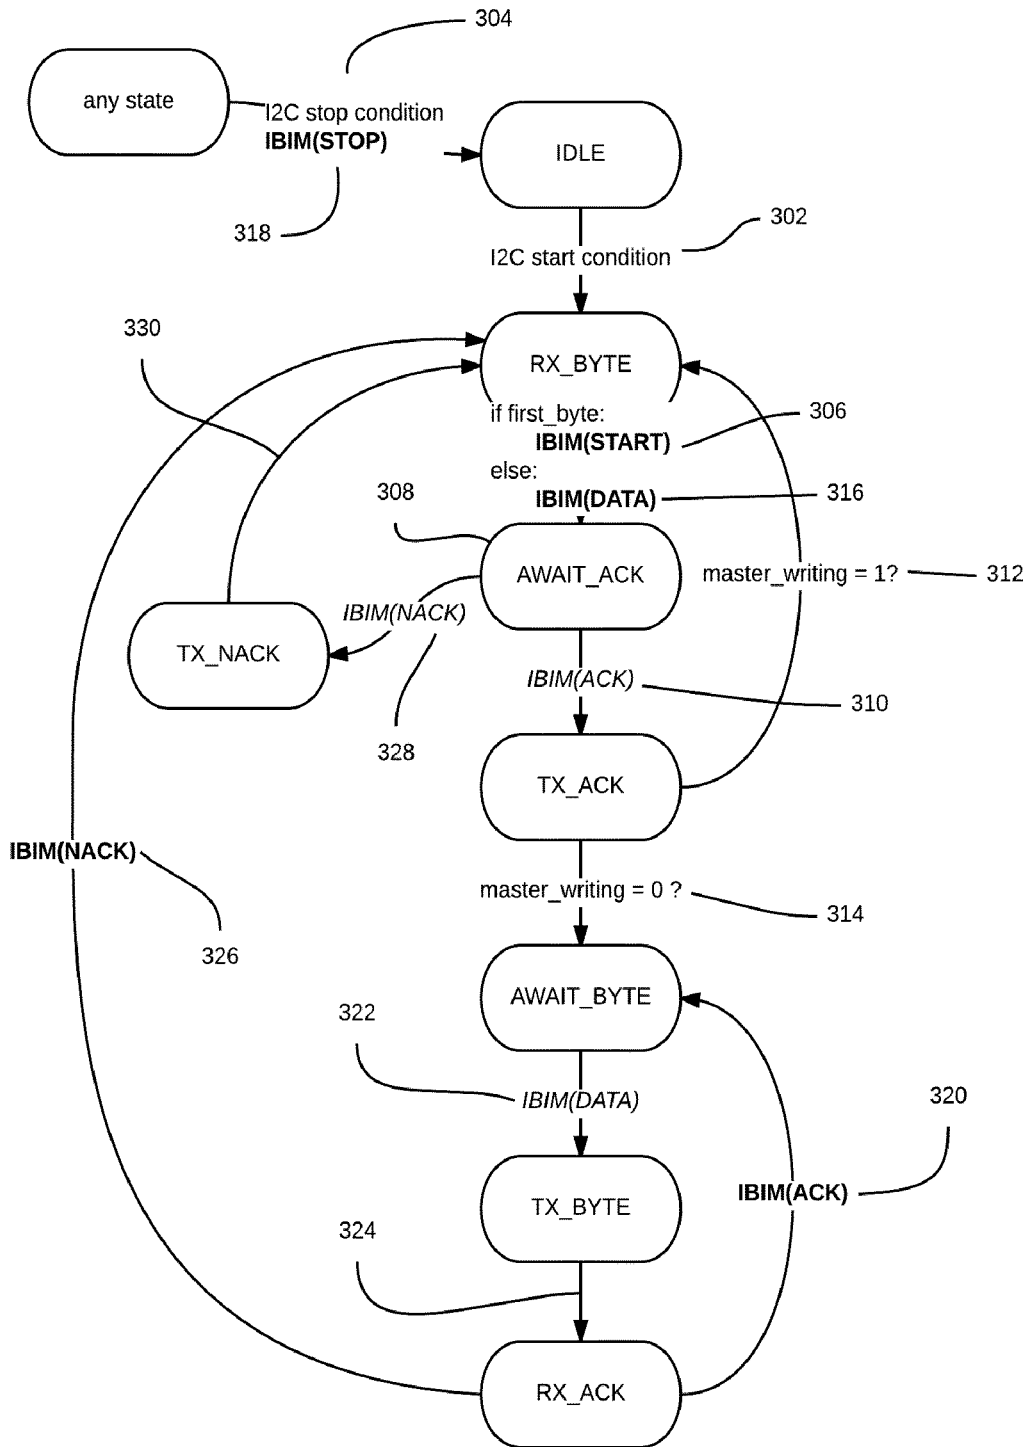 304
any state
I2C stop condition
IBIM(STOP)
IDLE
318
302
I2C start condition
330
RX_BYTE
if first_byte:
306
IBIM(START)
else:
308
IBIM(DATA)
316
AWAIT_ACK
master_writing = 1?
312
IBIM(NACK)
TX_NACK
IBIM(ACK)
310
328
TX_ACK
IBIM(NACK)
master_writing = 0 ?
314
326
AWAIT_BYTE
322
IBIM(DATA)
320
IBIM(ACK)
TX_BYTE
324
RX_ACK